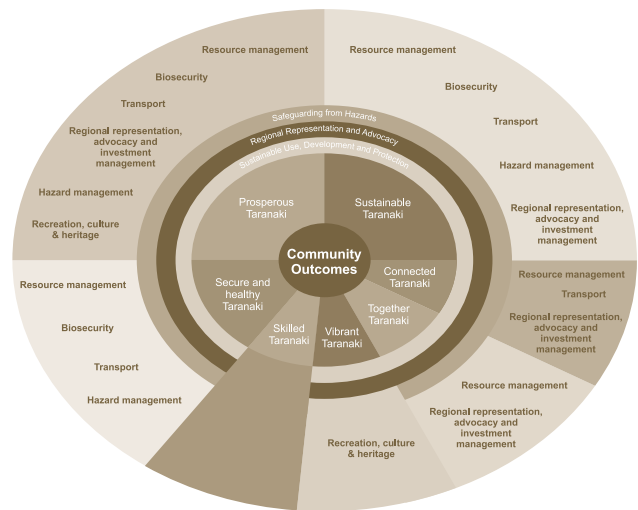 Resource management
Biosecurity
Transport
Regional representation,
advocacy and
investment
management
Hazard management
Recreation, culture
& heritage
Resource management
Biosecurity
Transport
Hazard management
Regional representation,
advocacy and
investment
management
Safeguarding from Hazards
Regional Representation and Advocacy
Sustainable Use, Development and Protection
Prosperous
Taranaki
Sustainable
Taranaki
Community
Outcomes
Secure and
healthy
Taranaki
Connected
Taranaki
Together
Taranaki
Skilled
Taranaki
Vibrant
Taranaki
Resource management
Transport
Regional representation,
advocacy and
investment
management
Resource management
Biosecurity
Transport
Hazard management
Resource management
Regional representation,
advocacy and
investment
management
Recreation, culture
& heritage